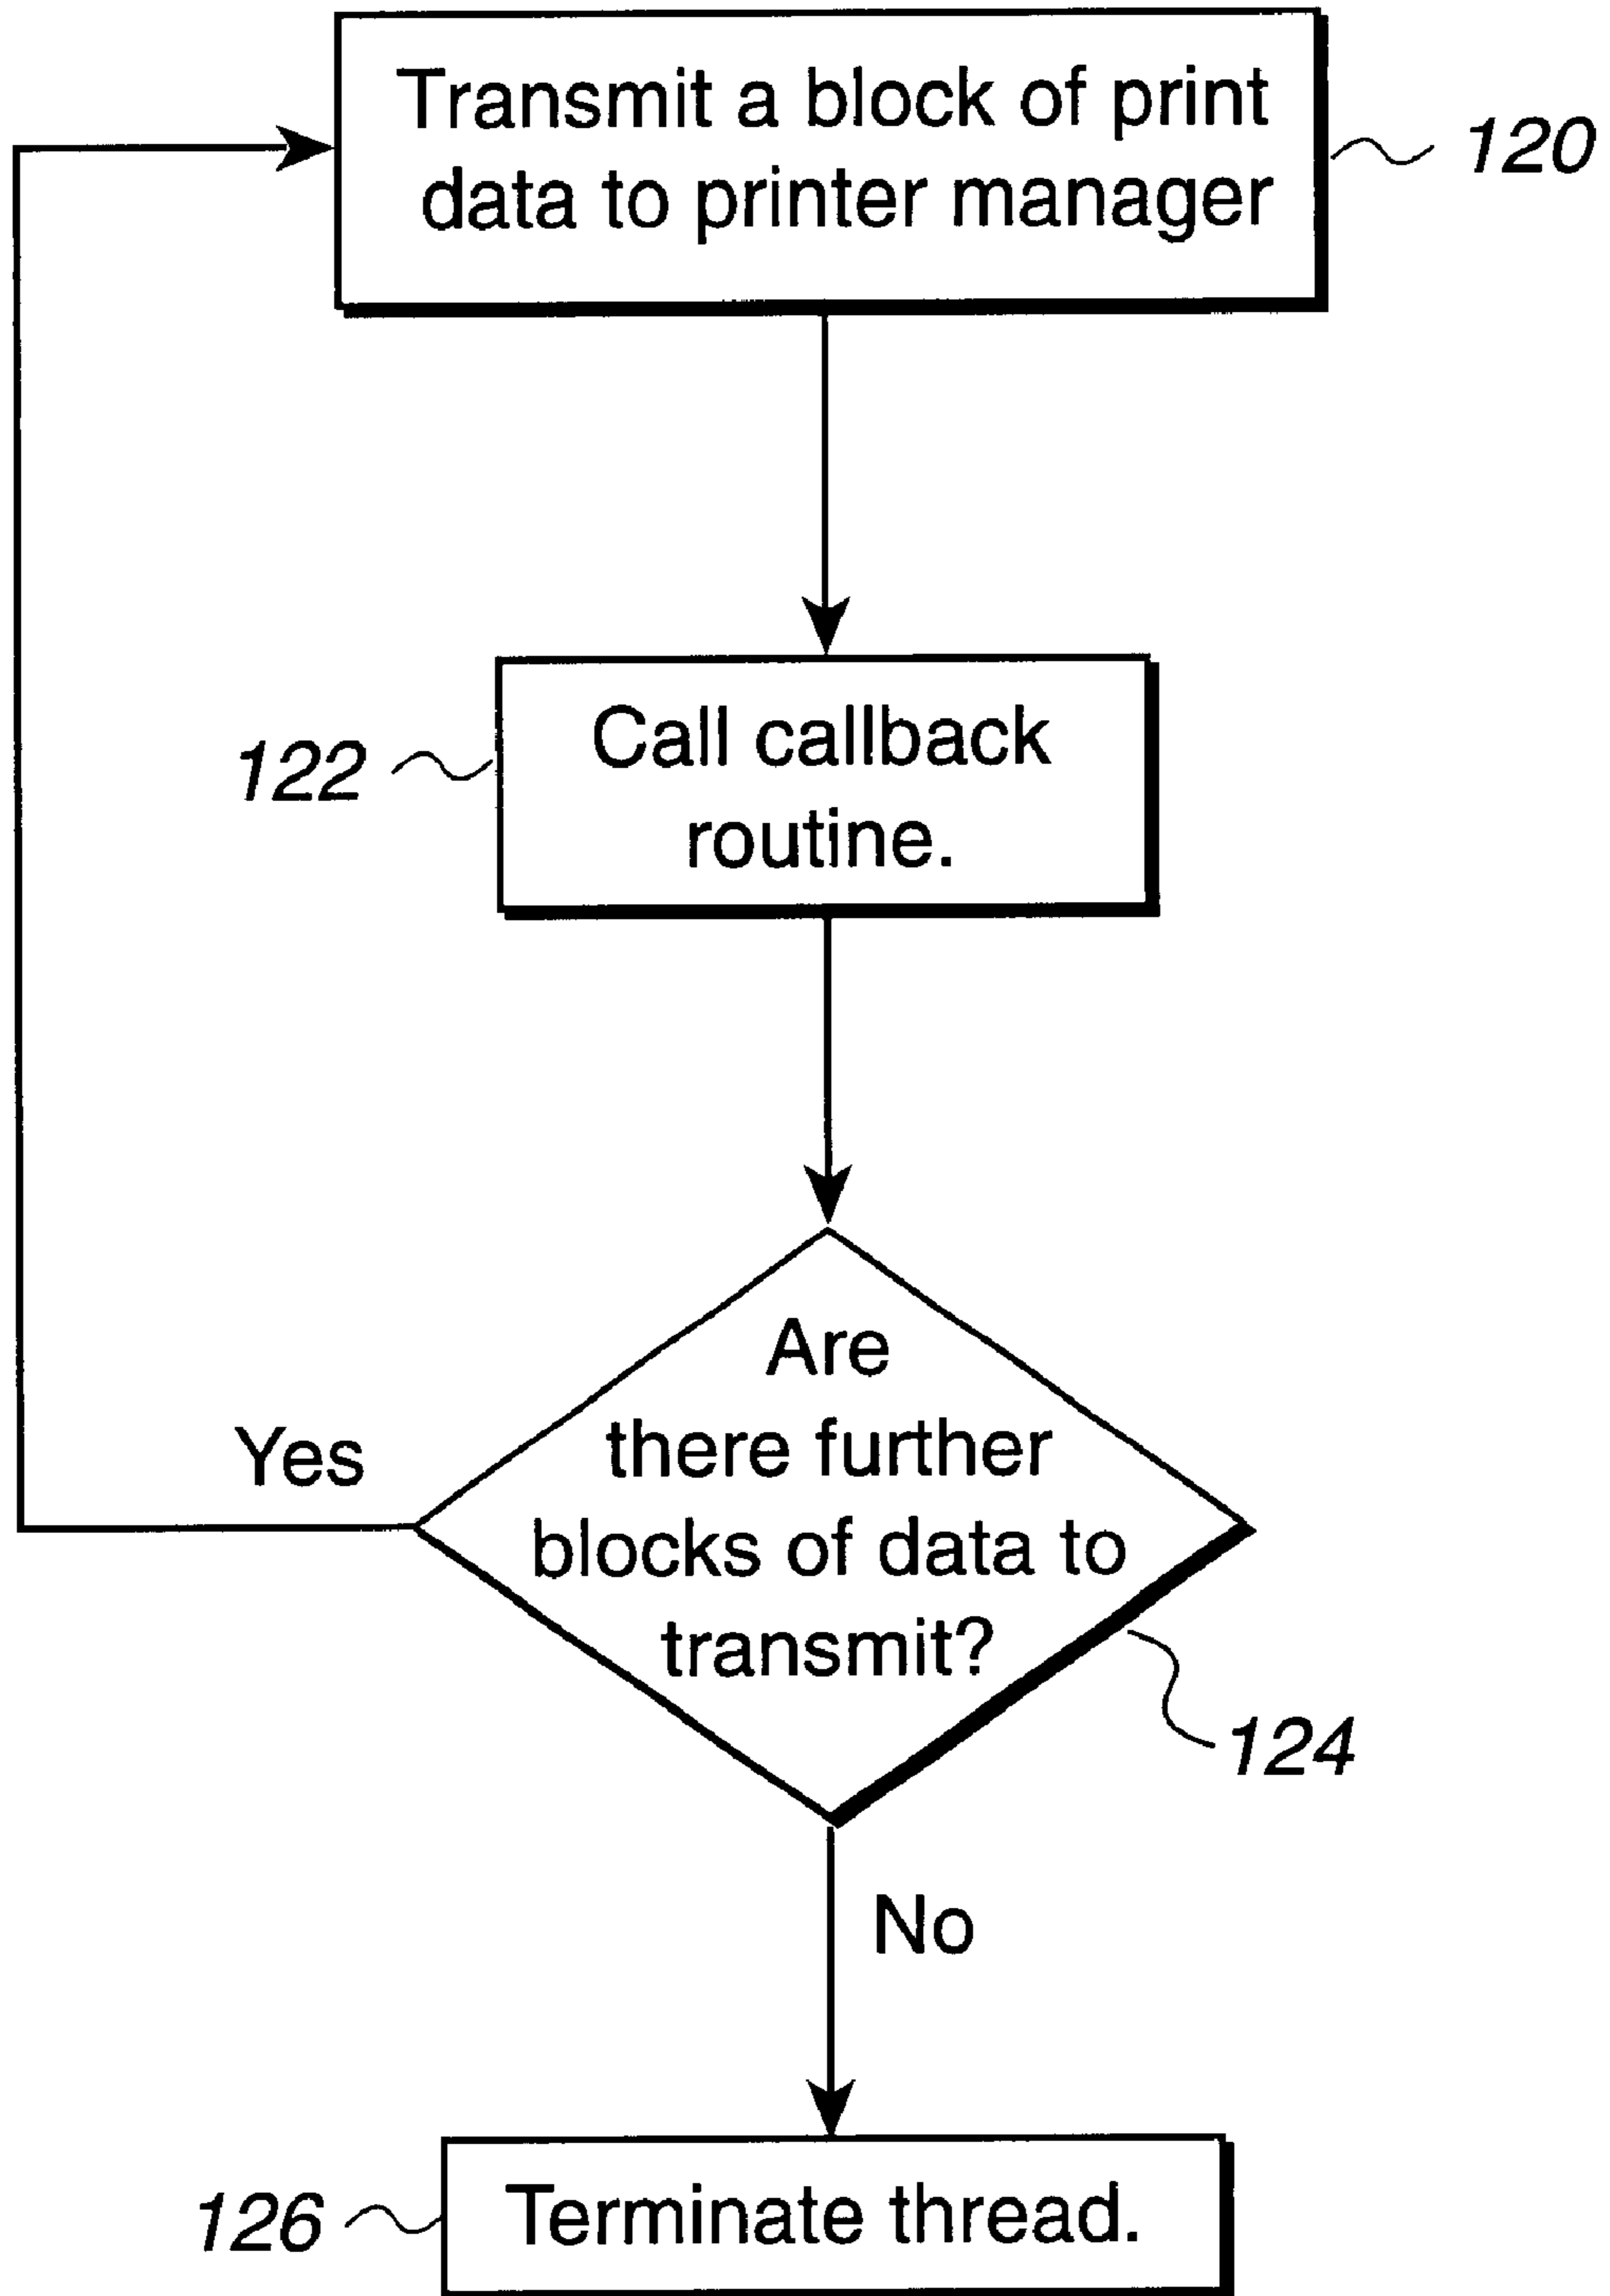 Transmit a block of print
data to printer manager
120
Call callback
routine.
122
Are
there further
blocks of data to
transmit?
Yes
124
No
126
Terminate thread.